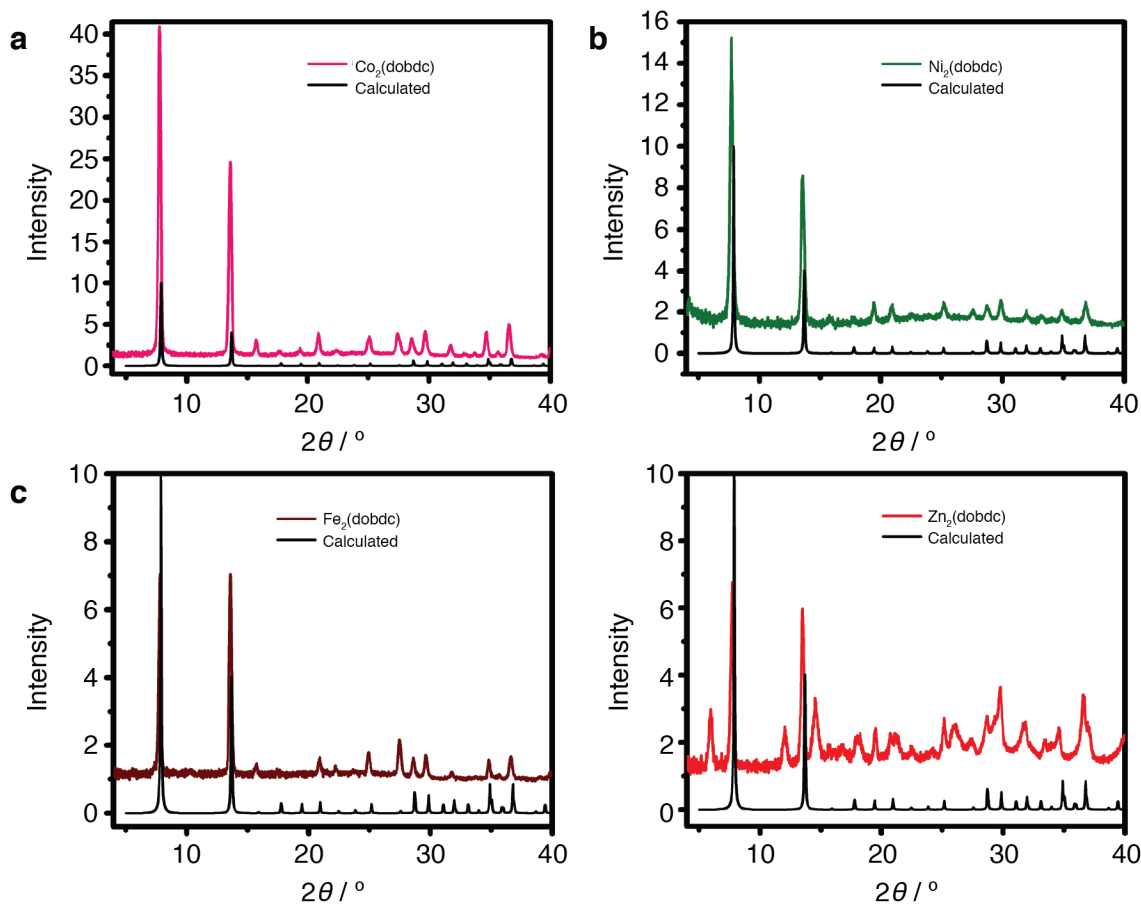 a
40
35
30
25
20
15
10
5
0
Intensity
Co₂(dobdc)
Calculated
10
20
30
40
2θ / º
b
16
14
12
10
8
6
4
2
0
Intensity
Ni₂(dobdc)
Calculated
10
20
30
40
2θ / º
c
10
8
6
4
2
0
Intensity
Fe₂(dobdc)
Calculated
10
20
30
40
2θ / º
10
8
6
4
2
0
Intensity
Zn₂(dobdc)
Calculated
10
20
30
40
2θ / º